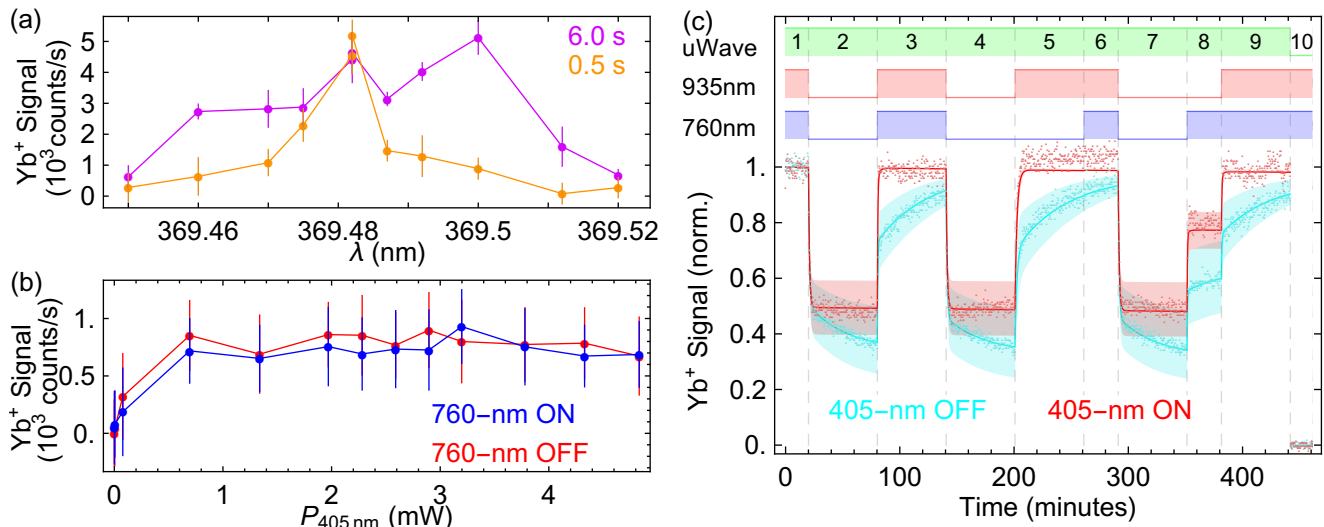 (a)
Yb⁺ Signal
(10³counts/s)
5
4
3
2
1
0
6.0 s
0.5 s
369.46
369.48
369.5
369.52
λ (nm)
(b)
Yb⁺ Signal
(10³ counts/s)
1.
0.5
0.
760-nm ON
760-nm OFF
0
1
2
3
4
P405 nm (mW)
(c)
uWave
1 2 3 4 5 6 7 8 9 10
935nm
760nm
Yb⁺ Signal (norm.)
1.
0.8
0.6
0.4
0.2
0.
405-nm OFF
405-nm ON
0
100
200
300
400
Time (minutes)